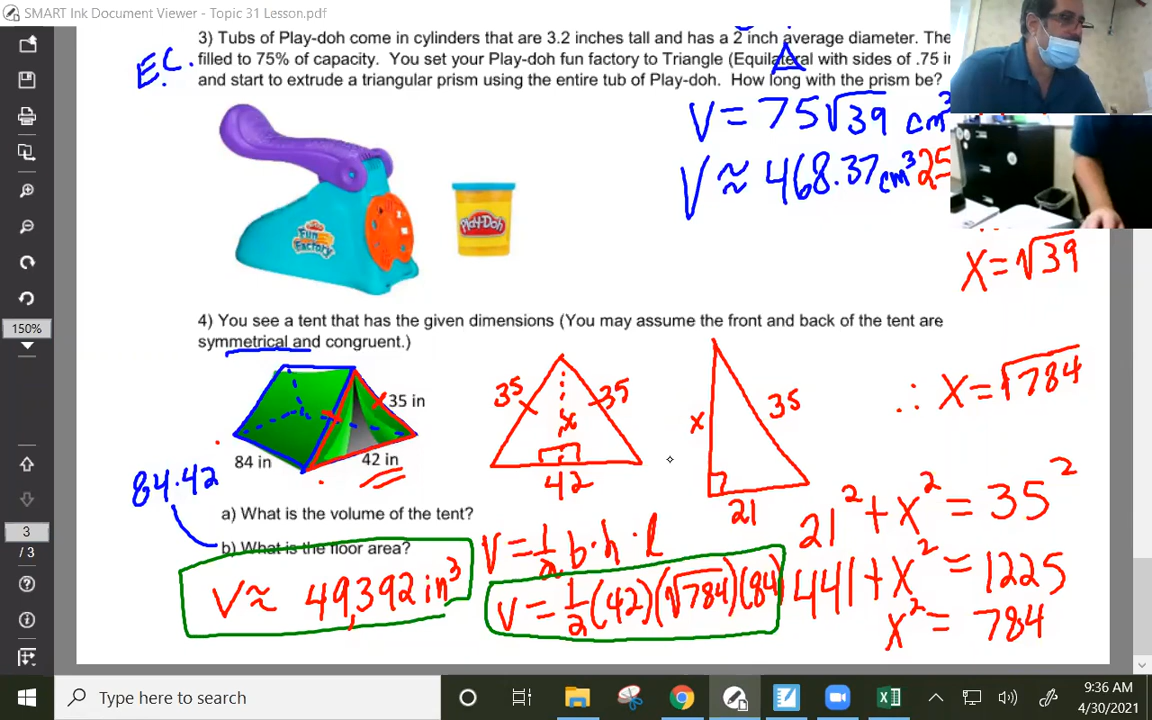 SMART Ink Document Viewer - Topic 31 Lesson.pdf
E.C.
3) Tubs of Play-doh come in cylinders that are 3.2 inches tall and has a 2 inch average diameter. The
filled to 75% of capacity. You set your Play-doh fun factory to Triangle (Equilateral with sides of .75 in
and start to extrude a triangular prism using the entire tub of Play-doh. How long with the prism be?
V = 75√39 cm³
V ≈ 468.37cm³
25
X = √39
Fun
Factory
Play-Doh
150%
4) You see a tent that has the given dimensions (You may assume the front and back of the tent are
symmetrical and congruent.)
35 in
84 in
42 in
84·42
35
35
x
42
x
35
21
∴ X = √784
21² + X² = 35²
441 + X² = 1225
X² = 784
a) What is the volume of the tent?
b) What is the floor area?
V = 1/2 b·h·l
V = 1/2 (42)(√784)(84)
V ≈ 49,392 in³
3
/ 3
Type here to search
9:36 AM
4/30/2021